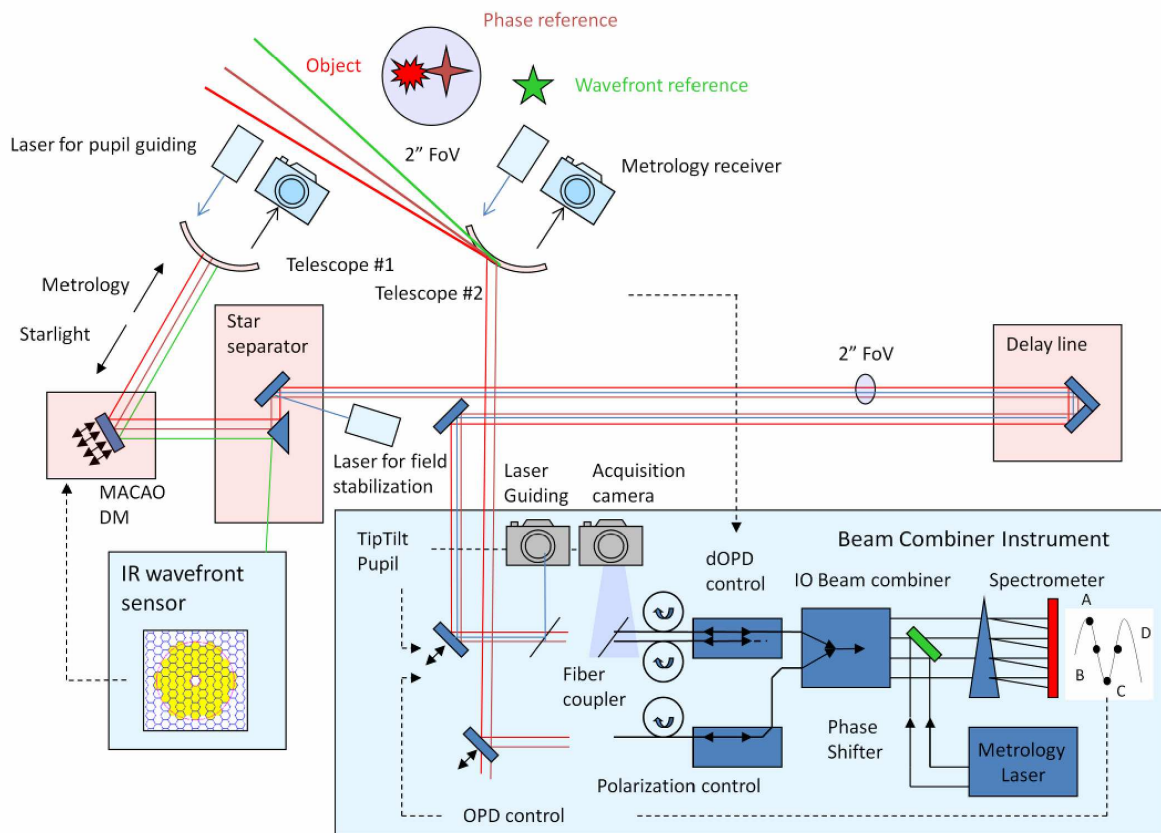 Phase reference
Object
Wavefront reference
Laser for pupil guiding
2” FoV
Metrology receiver
Telescope #1
Telescope #2
Metrology
Starlight
Star
separator
2” FoV
Delay line
MACAO
DM
Laser for field
stabilization
Laser
Guiding
Acquisition
camera
TipTilt
Pupil
Beam Combiner Instrument
dOPD
control
IO Beam combiner
Spectrometer
A
D
B
C
IR wavefront
sensor
Fiber
coupler
Phase
Shifter
Metrology
Laser
Polarization control
OPD control